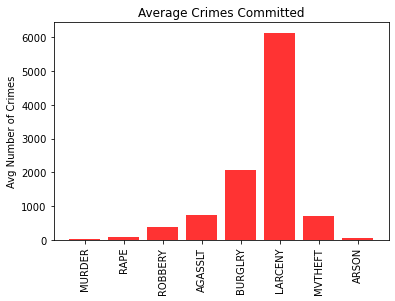 Average Crimes Committed
Avg Number of Crimes
6000
5000
4000
3000
2000
1000
0
MURDER
RAPE
ROBBERY
AGASSLT
BURGLRY
LARCENY
MVTHEFT
ARSON